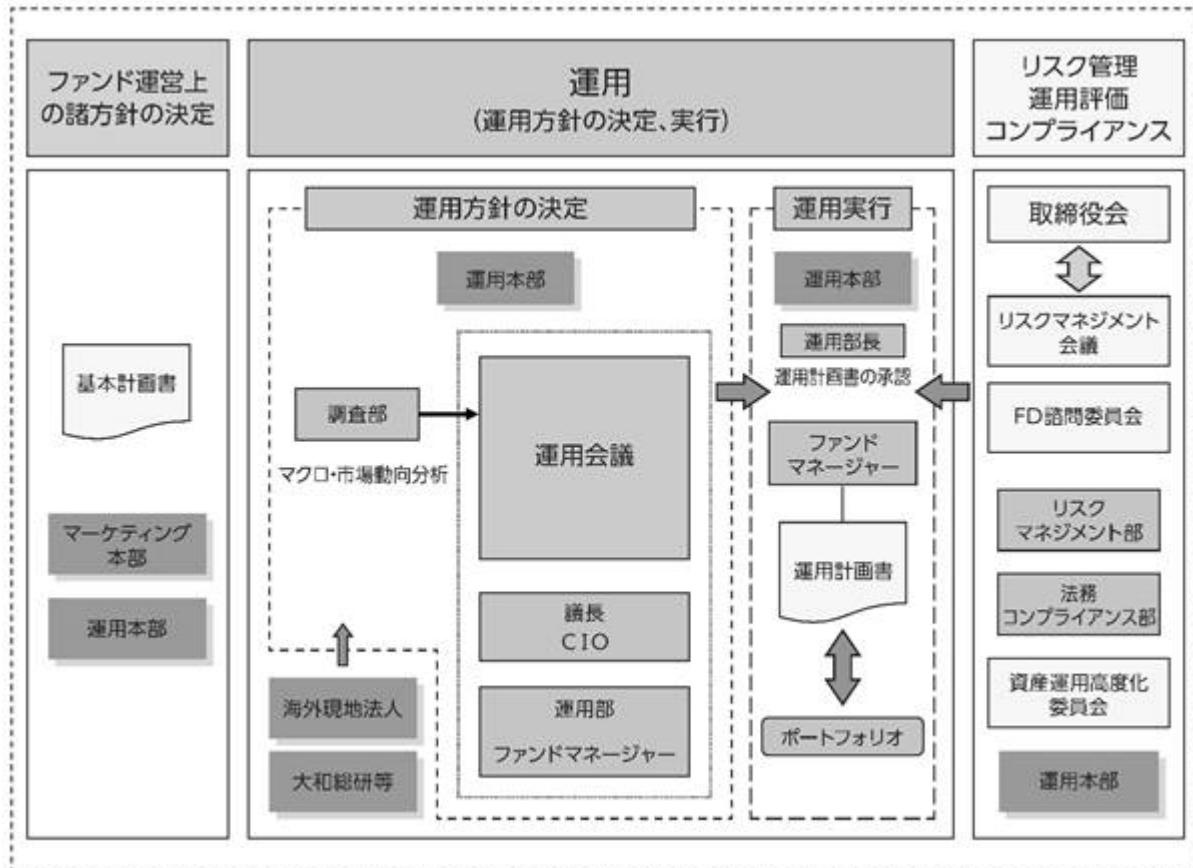 ファンド運営上
の諸方針の決定
運用
(運用方針の決定、実行)
リスク管理
運用評価
コンプライアンス
基本計画書
マーケティング
本部
運用本部
運用方針の決定
運用本部
調査部
マクロ・市場動向分析
運用会議
議長
CIO
運用部
ファンドマネージャー
海外現地法人
大和総研等
運用実行
運用本部
運用部長
運用計画書の承認
ファンド
マネージャー
運用計画書
ポートフォリオ
取締役会
リスクマネジメント
会議
FD諮問委員会
リスク
マネジメント部
法務
コンプライアンス部
資産運用高度化
委員会
運用本部